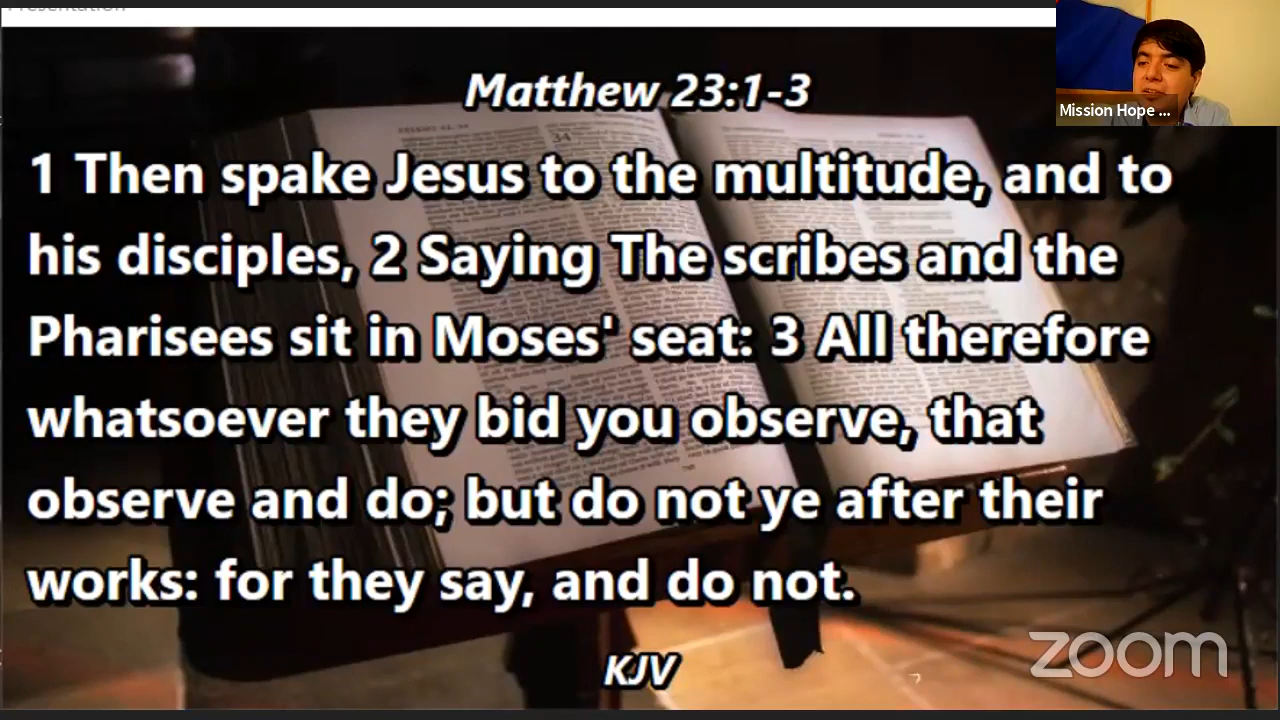 Presentation
Mission Hope ...
Matthew 23:1-3
1 Then spake Jesus to the multitude, and to
his disciples, 2 Saying The scribes and the
Pharisees sit in Moses' seat: 3 All therefore
whatsoever they bid you observe, that
observe and do; but do not ye after their
works: for they say, and do not.
KJV
zoom
34